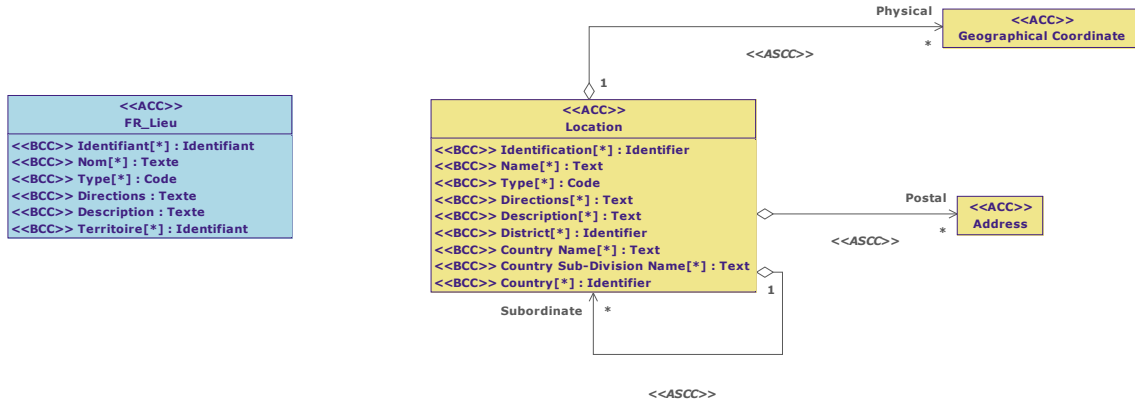 Physical
<<ACC>>
Geographical Coordinate
*
<<ASCC>>
1
<<ACC>>
FR_Lieu
<<BCC>> Identifiant[*] : Identifiant
<<BCC>> Nom[*] : Texte
<<BCC>> Type[*] : Code
<<BCC>> Directions : Texte
<<BCC>> Description : Texte
<<BCC>> Territoire[*] : Identifiant
<<ACC>>
Location
<<BCC>> Identification[*] : Identifier
<<BCC>> Name[*] : Text
<<BCC>> Type[*] : Code
<<BCC>> Directions[*] : Text
<<BCC>> Description[*] : Text
<<BCC>> District[*] : Identifier
<<BCC>> Country Name[*] : Text
<<BCC>> Country Sub-Division Name[*] : Text
<<BCC>> Country[*] : Identifier
Postal
<<ACC>>
Address
*
<<ASCC>>
1
Subordinate
*
<<ASCC>>